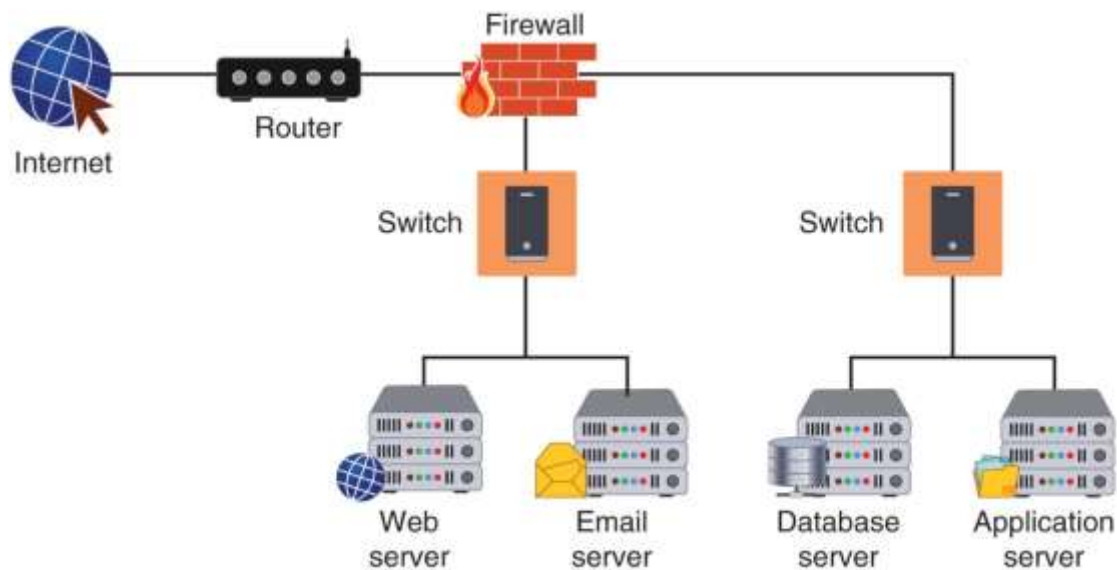 Firewall
Router
Internet
Switch
Switch
Web
server
Email
server
Database
server
Application
server